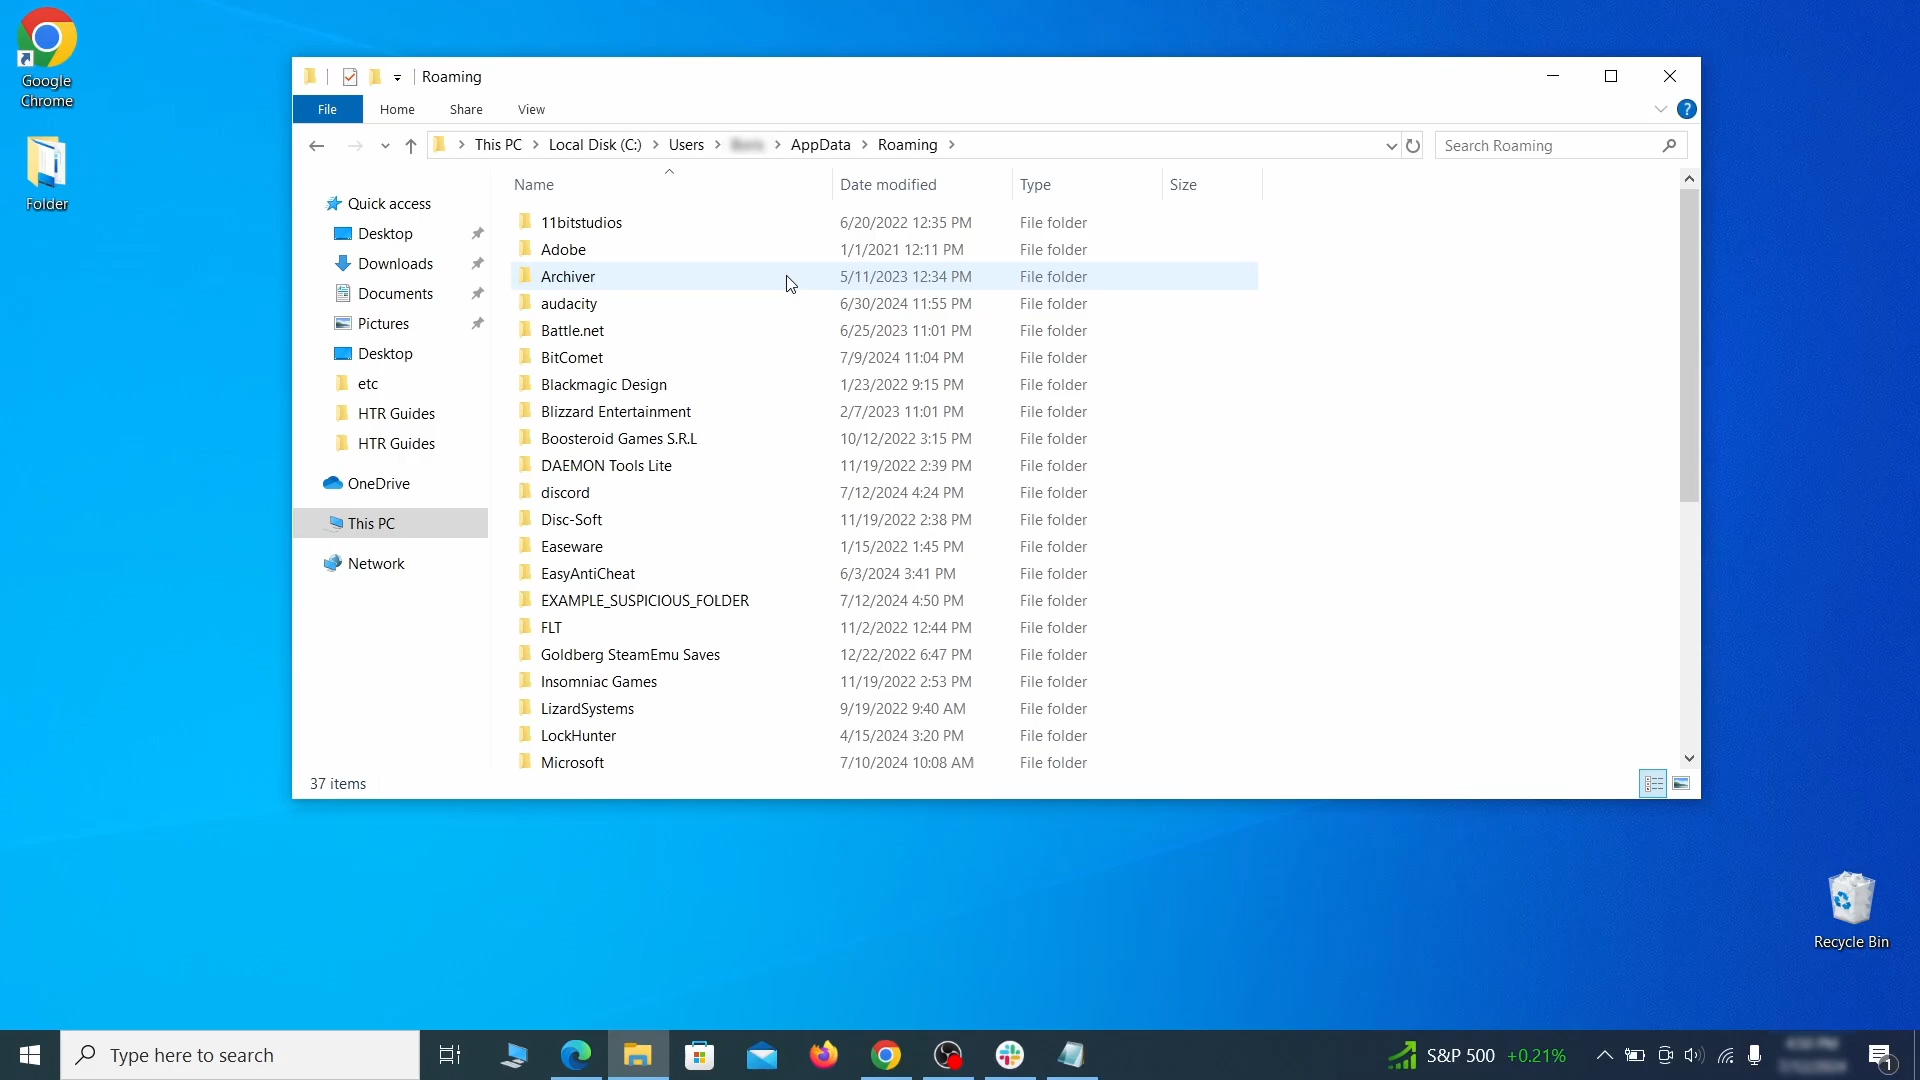 Google
Chrome
Folder
Roaming
File Home Share View
This PC Local Disk (C:) Users AppData Roaming
Search Roaming
Name Date modified Type Size
Quick access
Desktop
Downloads
Documents
Pictures
Desktop
etc
HTR Guides
HTR Guides
OneDrive
This PC
Network
11bitstudios 6/20/2022 12:35 PM File folder
Adobe 1/1/2021 12:11 PM File folder
Archiver 5/11/2023 12:34 PM File folder
audacity 6/30/2024 11:55 PM File folder
Battle.net 6/25/2023 11:01 PM File folder
BitComet 7/9/2024 11:04 PM File folder
Blackmagic Design 1/23/2022 9:15 PM File folder
Blizzard Entertainment 2/7/2023 11:01 PM File folder
Boosteroid Games S.R.L 10/12/2022 3:15 PM File folder
DAEMON Tools Lite 11/19/2022 2:39 PM File folder
discord 7/12/2024 4:24 PM File folder
Disc-Soft 11/19/2022 2:38 PM File folder
Easeware 1/15/2022 1:45 PM File folder
EasyAntiCheat 6/3/2024 3:41 PM File folder
EXAMPLE_SUSPICIOUS_FOLDER 7/12/2024 4:50 PM File folder
FLT 11/2/2022 12:44 PM File folder
Goldberg SteamEmu Saves 12/22/2022 6:47 PM File folder
Insomniac Games 11/19/2022 2:53 PM File folder
LizardSystems 9/19/2022 9:40 AM File folder
LockHunter 4/15/2024 3:20 PM File folder
Microsoft 7/10/2024 10:08 AM File folder
37 items
Recycle Bin
Type here to search
S&P 500 +0.21%
1